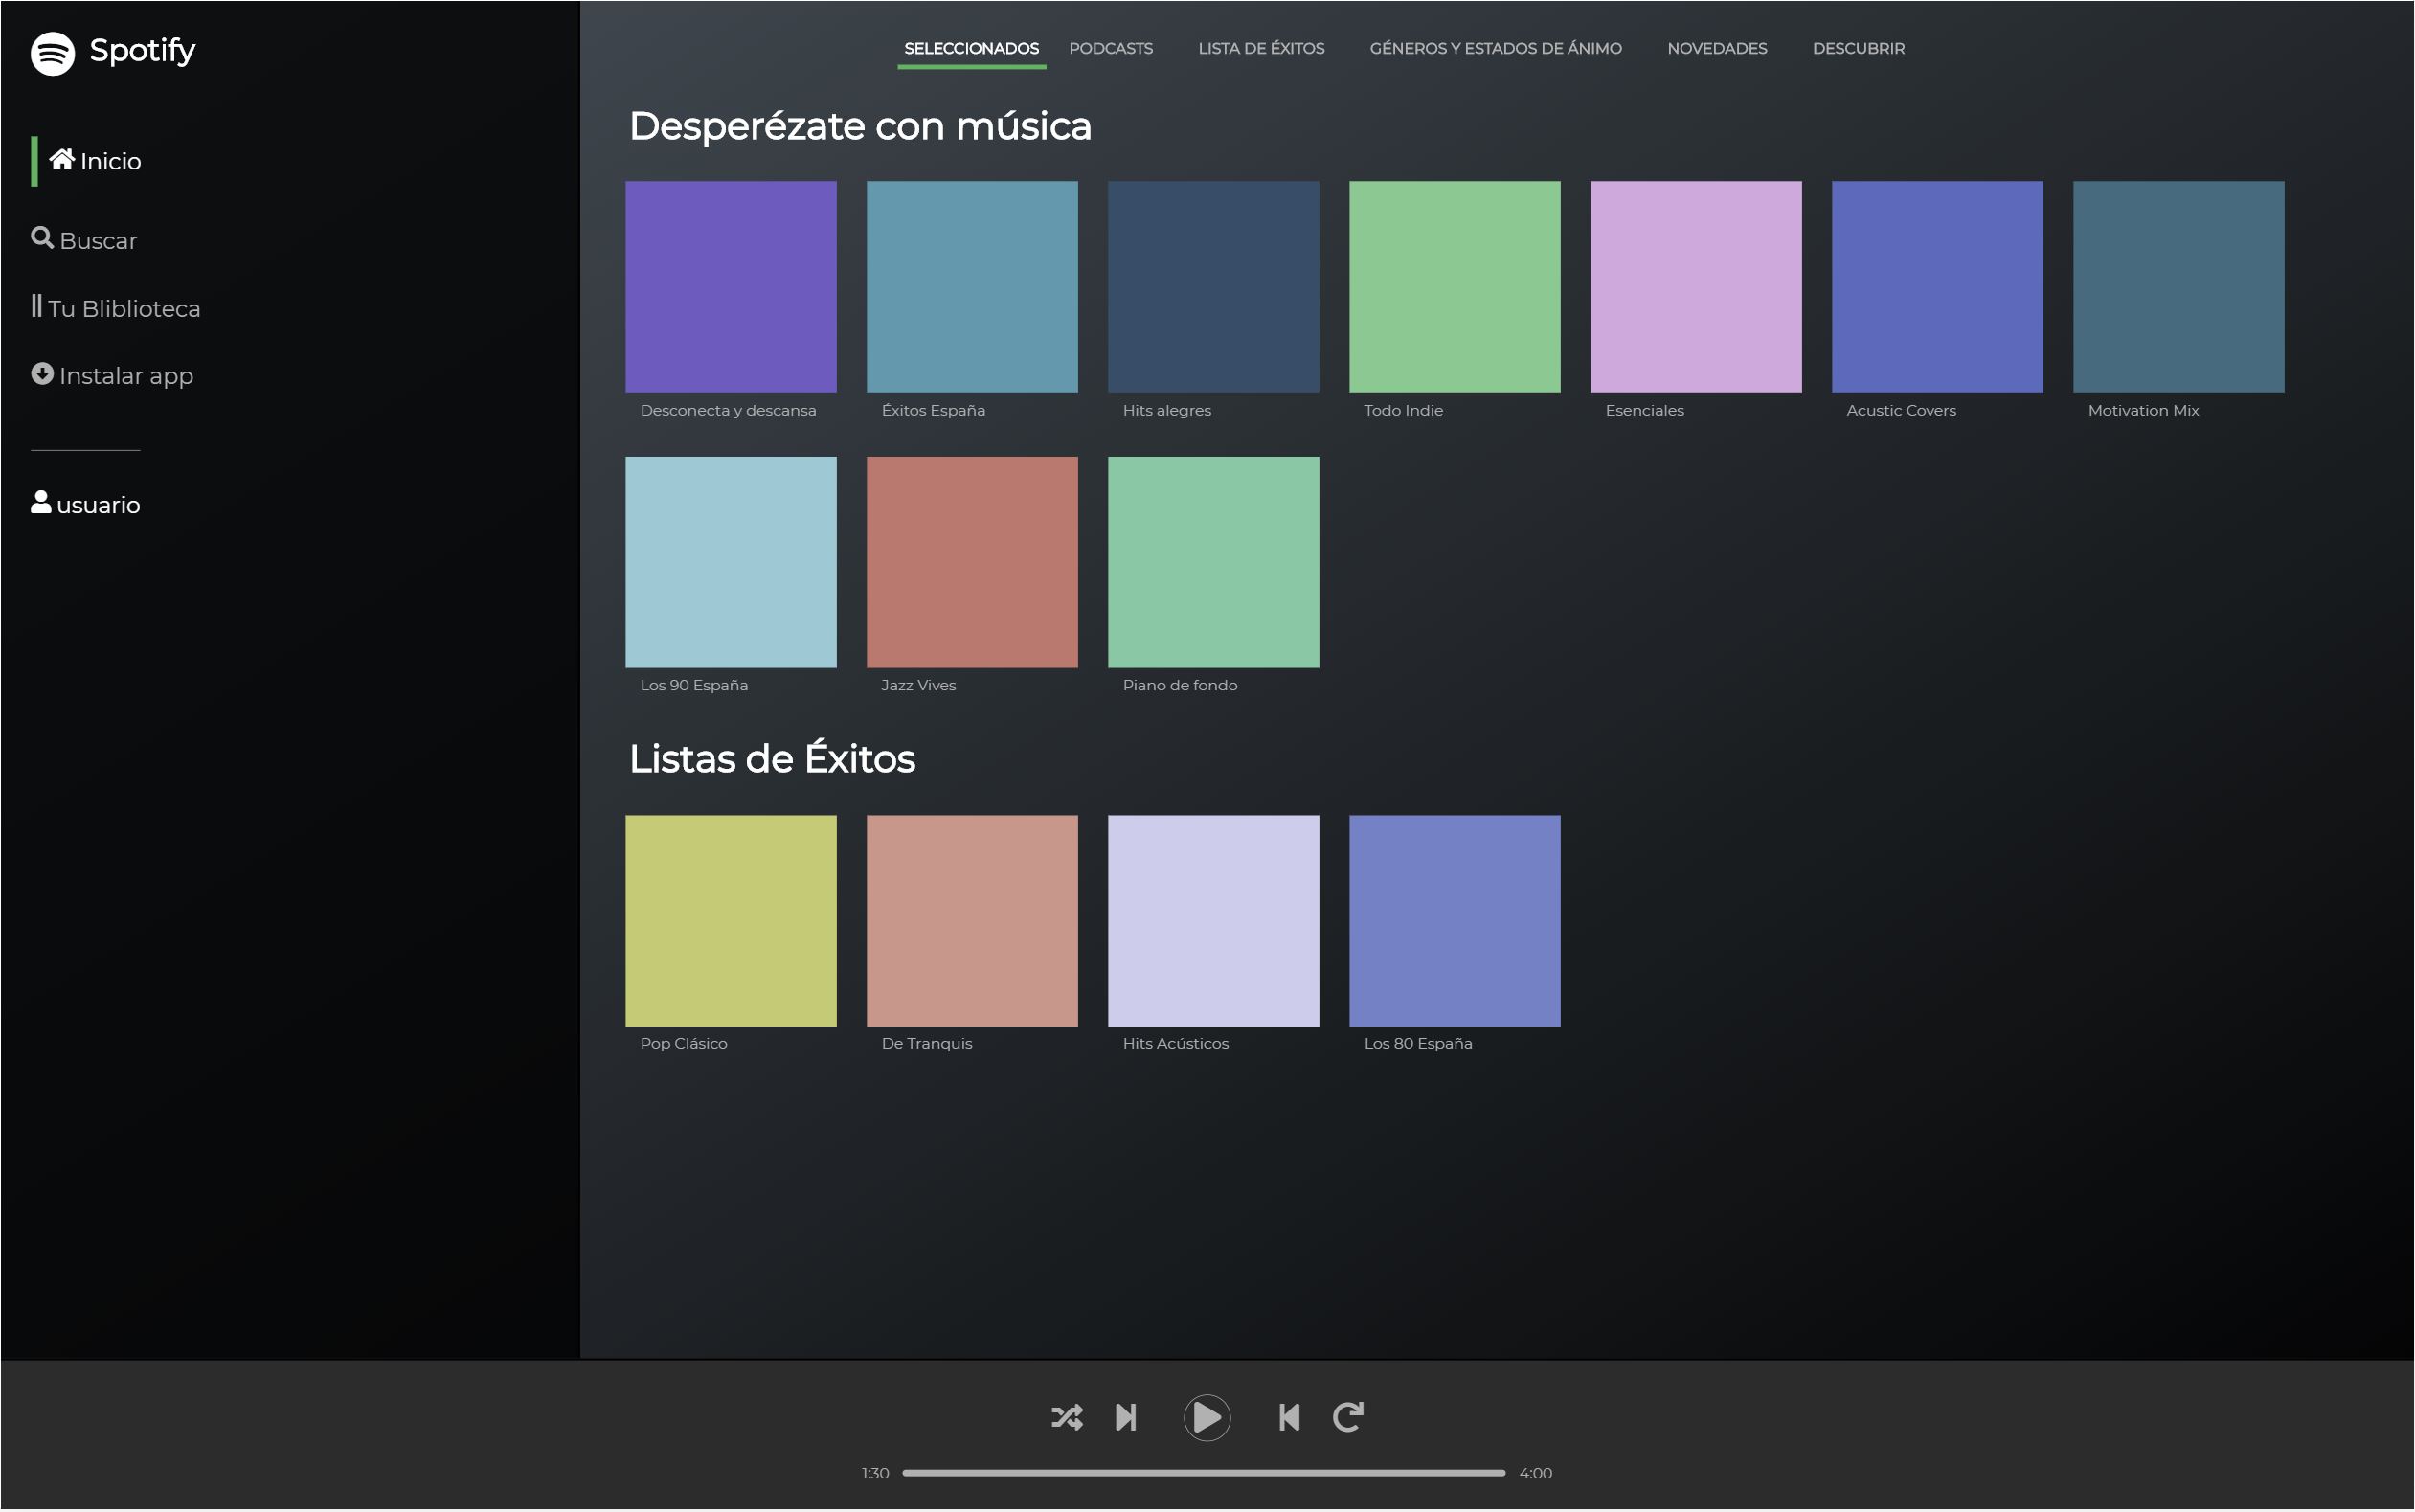 Spotify
Inicio
Buscar
Tu Bliblioteca
Instalar app
usuario
SELECCIONADOS PODCASTS LISTA DE ÉXITOS GÉNEROS Y ESTADOS DE ÁNIMO NOVEDADES DESCUBRIR
Desperézate con música
Desconecta y descansa Éxitos España Hits alegres Todo Indie Esenciales Acustic Covers Motivation Mix
Los 90 España Jazz Vives Piano de fondo
Listas de Éxitos
Pop Clásico De Tranquis Hits Acústicos Los 80 España
1:30 4:00